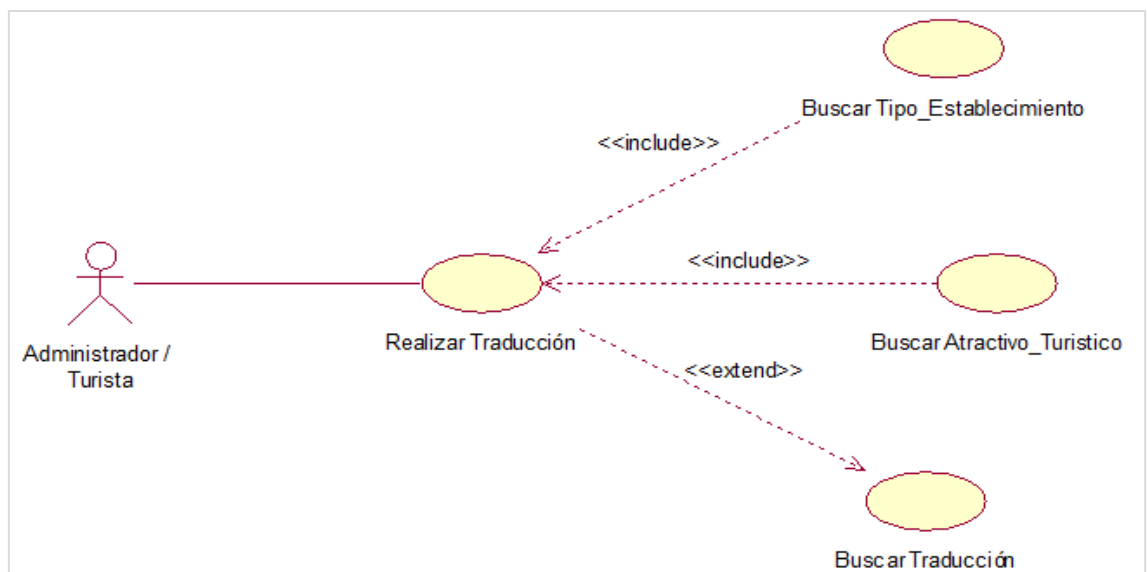 Buscar Tipo_Establecimiento
<<include>>
<<include>>
Realizar Traducción
Buscar Atractivo_Turistico
Administrador /
Turista
<<extend>>
Buscar Traducción